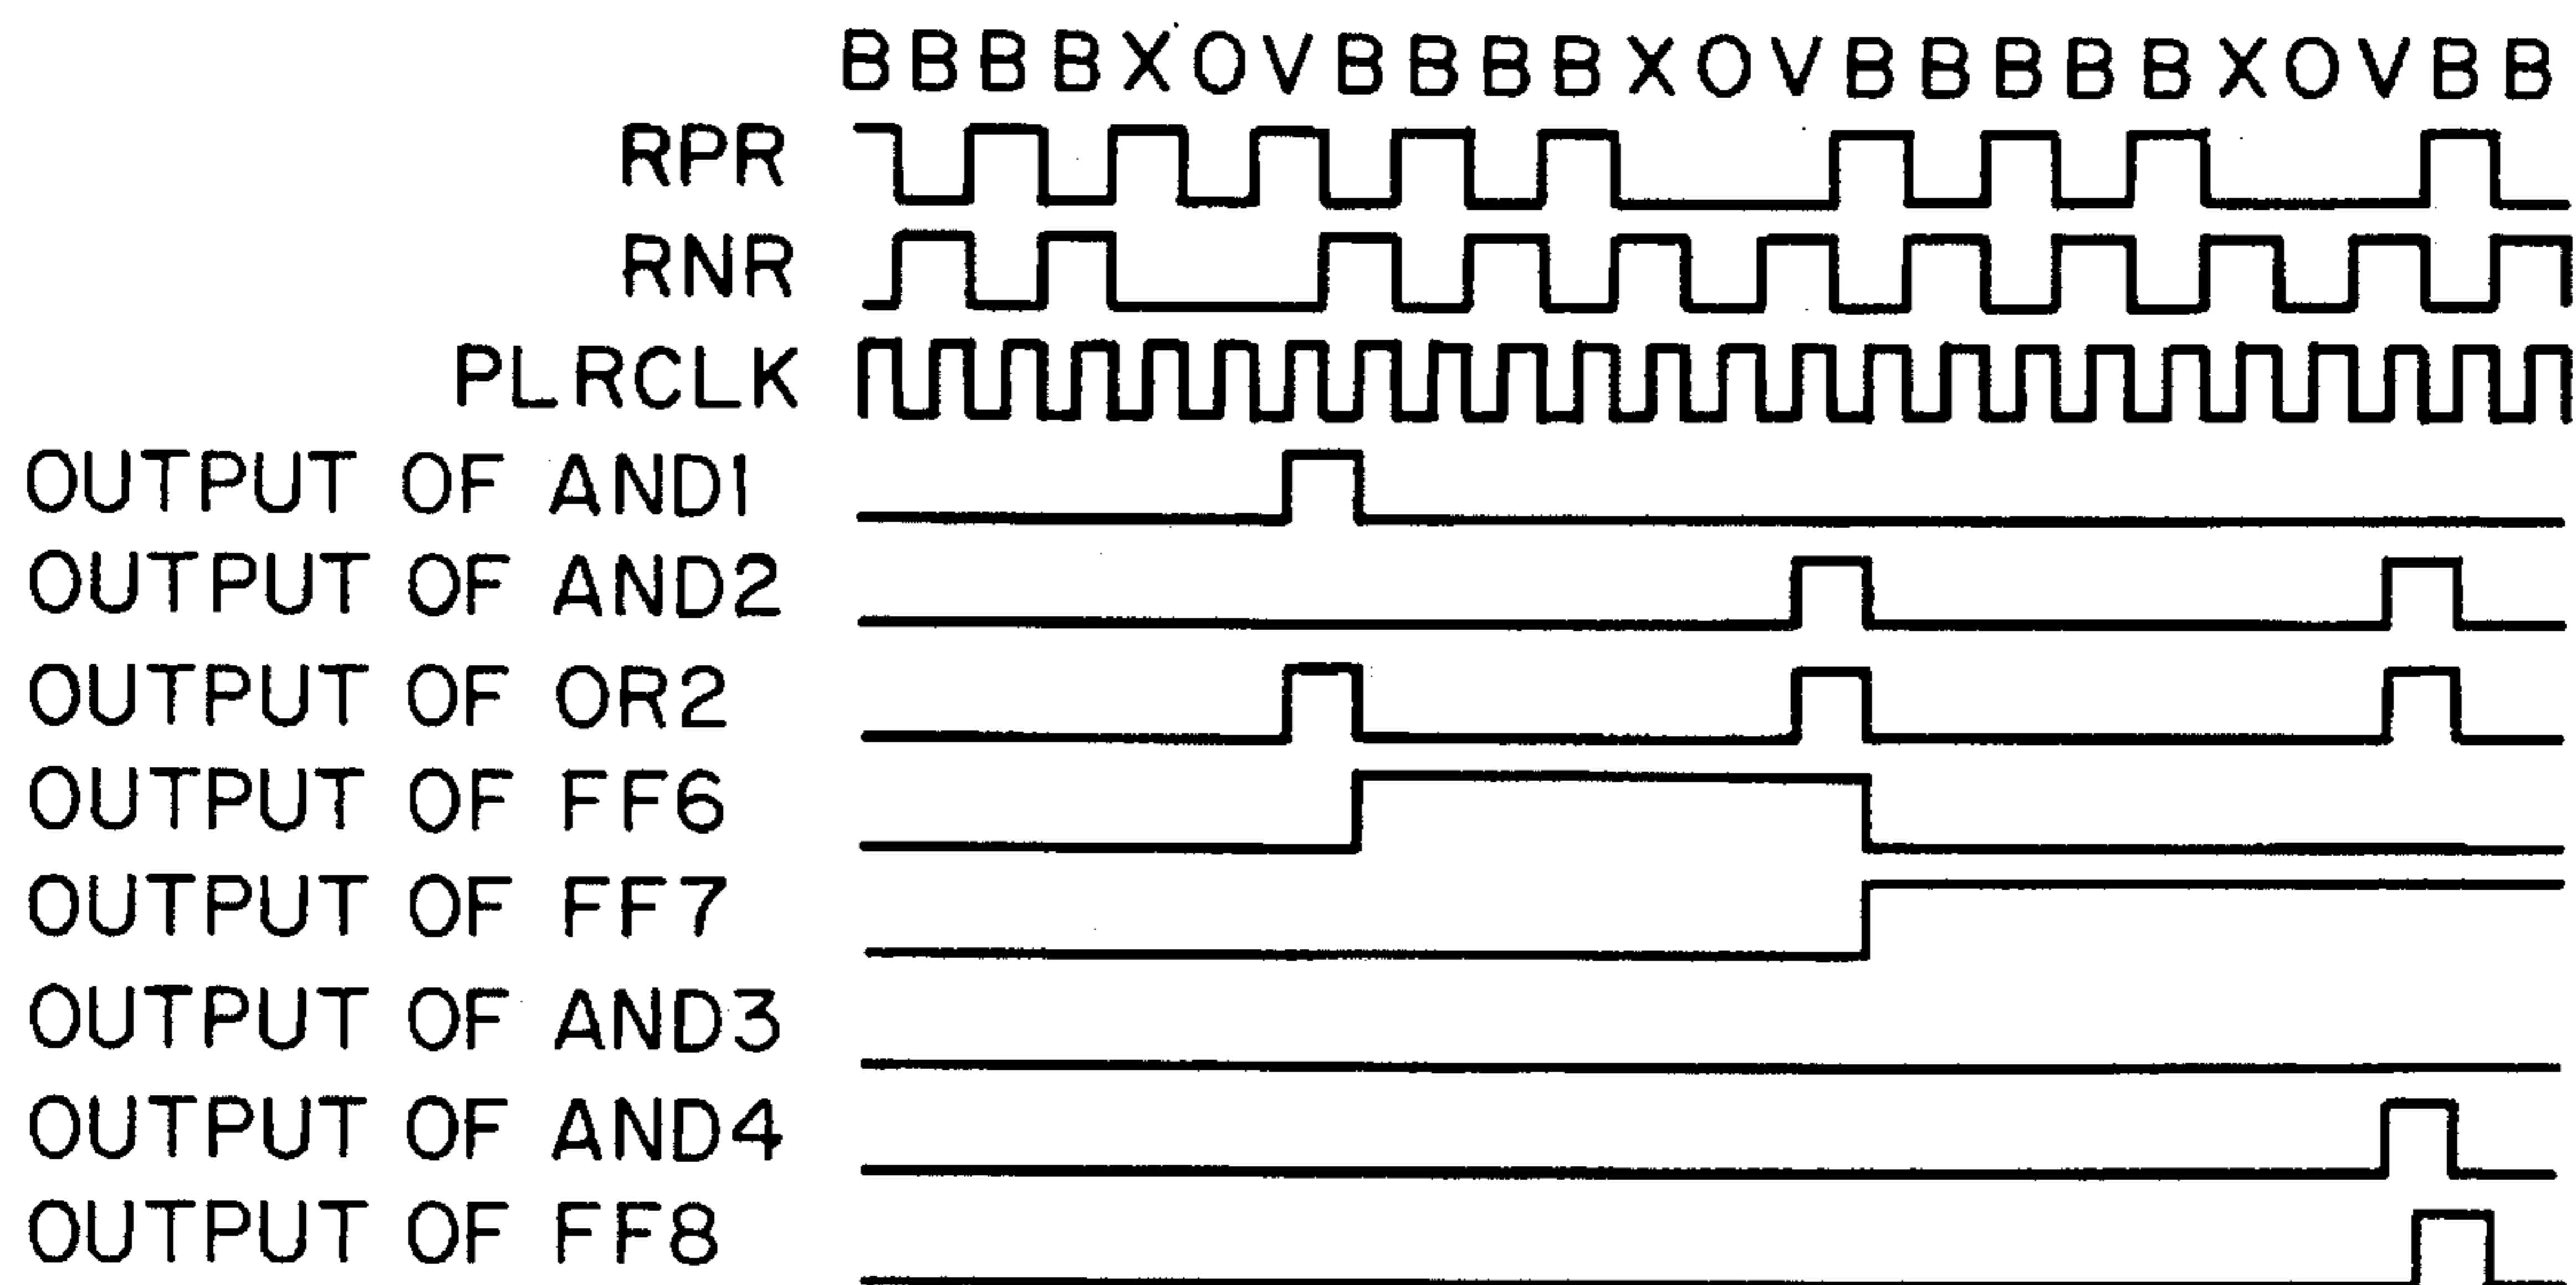 BBBBXOVBBBBXOVBBBBBXOVBB
RPR
RNR
PLRCLK
OUTPUT OF AND1
OUTPUT OF AND2
OUTPUT OF OR2
OUTPUT OF FF6
OUTPUT OF FF7
OUTPUT OF AND3
OUTPUT OF AND4
OUTPUT OF FF8